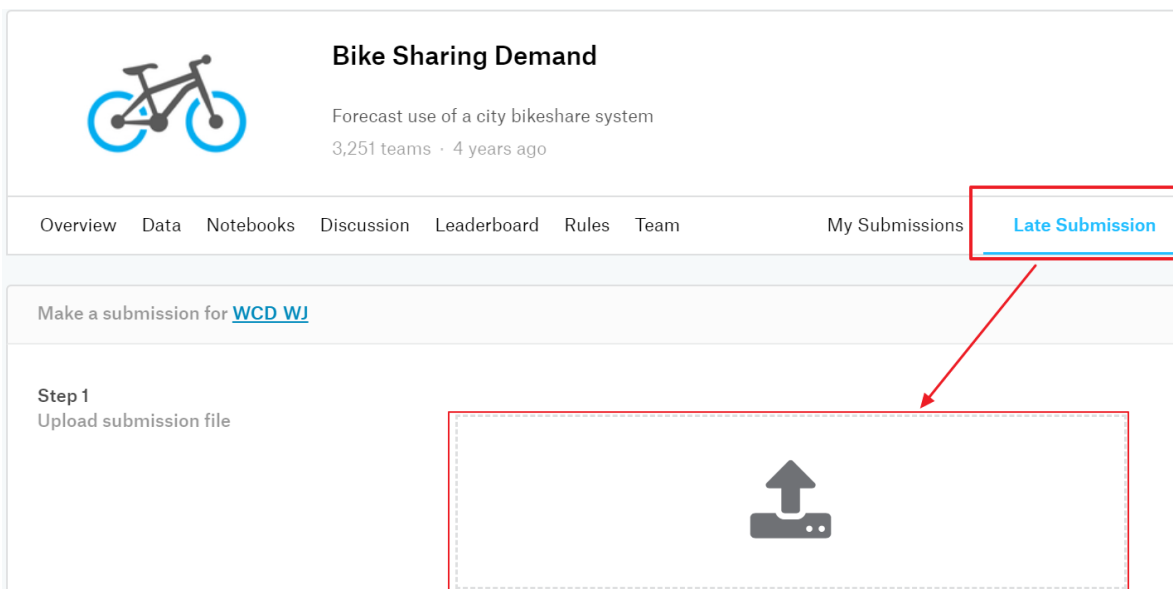 Bike Sharing Demand
Forecast use of a city bikeshare system
3,251 teams · 4 years ago
Overview Data Notebooks Discussion Leaderboard Rules Team My Submissions Late Submission
Make a submission for WCD WJ
Step 1
Upload submission file